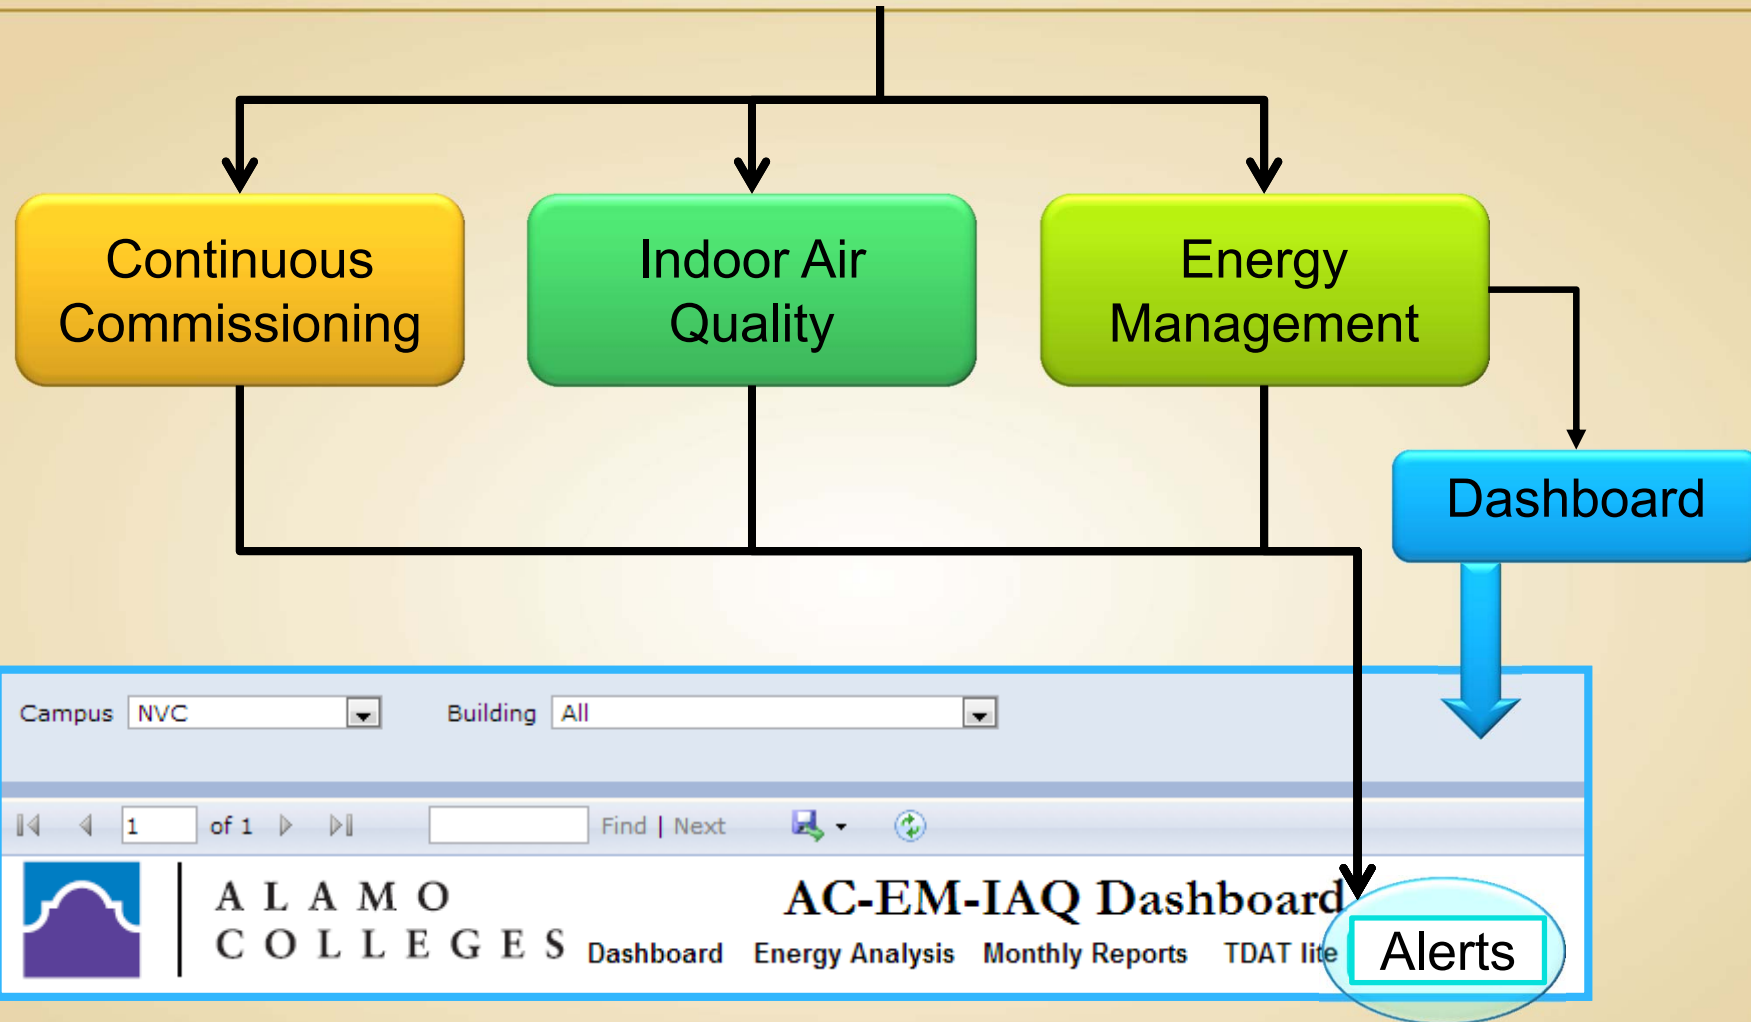 Continuous
Commissioning
Indoor Air
Quality
Energy
Management
Dashboard
Campus NVC Building All
1 of 1 Find | Next
ALAMO
COLLEGES
AC-EM-IAQ Dashboard
Dashboard Energy Analysis Monthly Reports TDAT lite Alerts